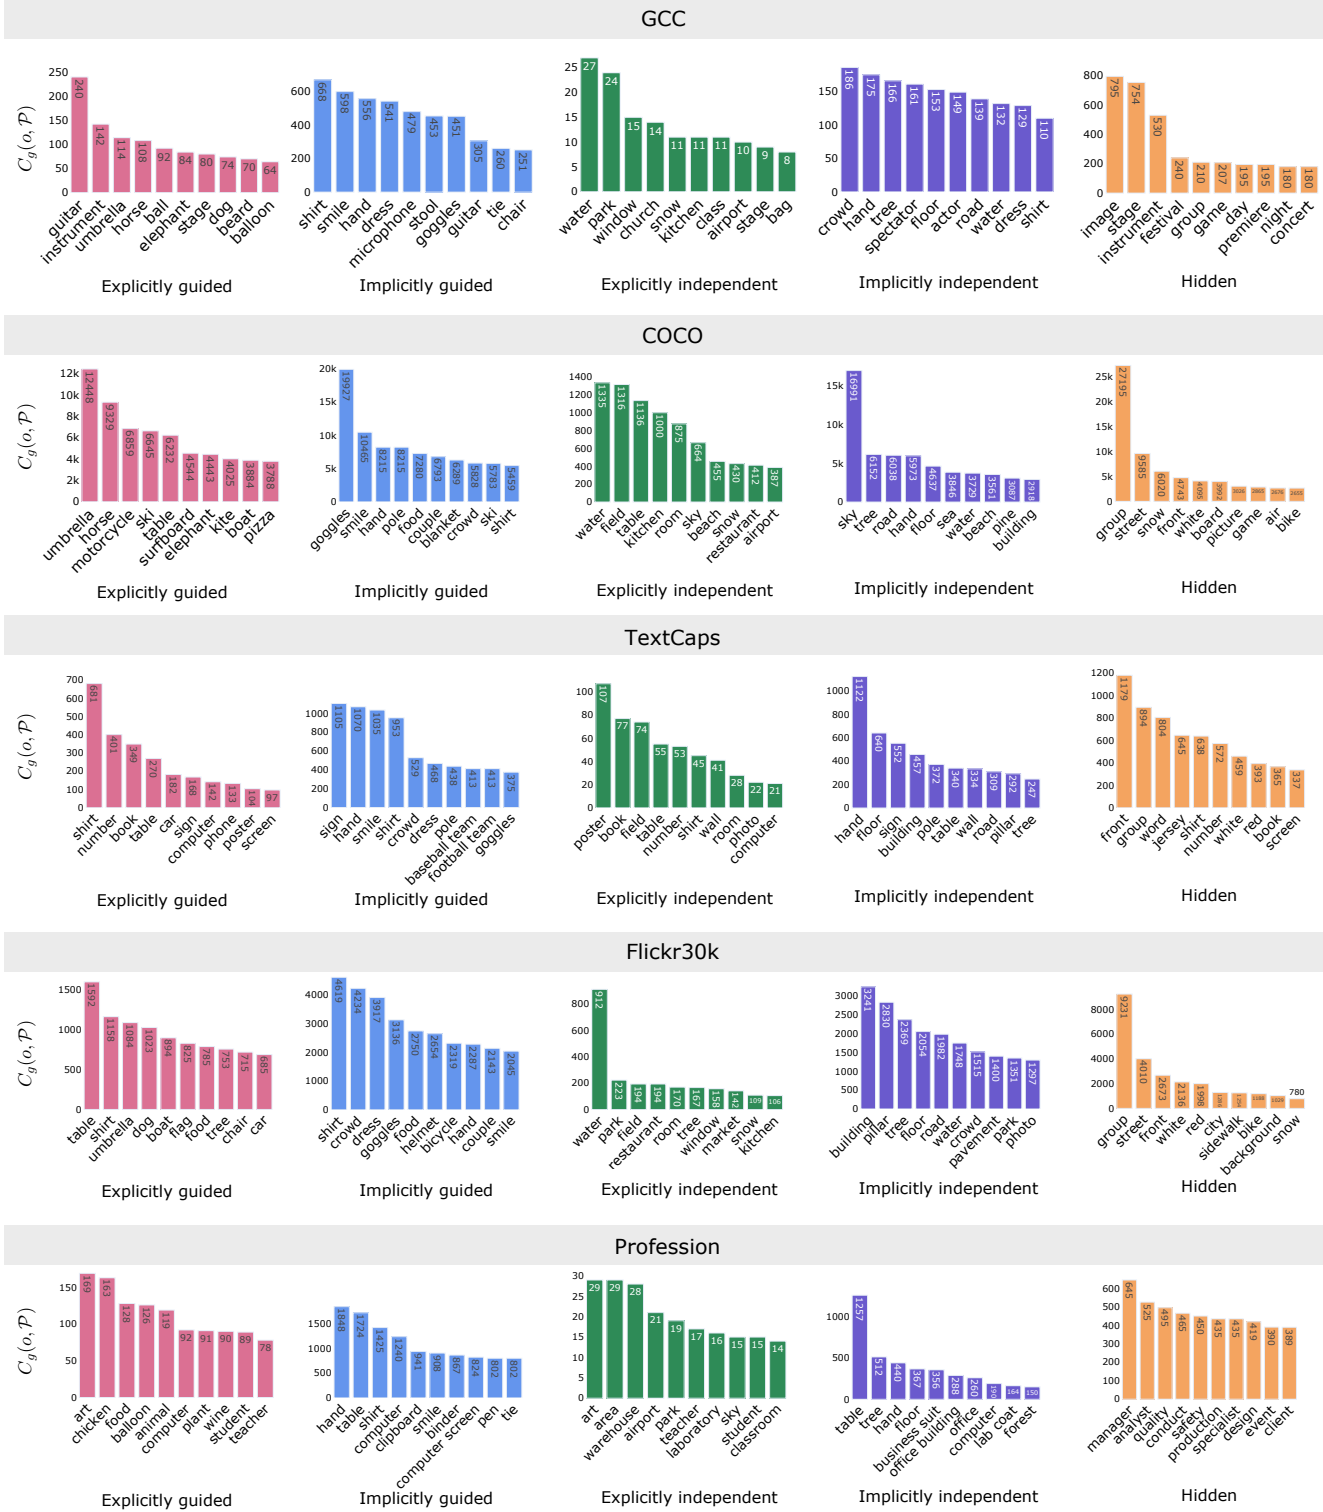 GCC
C_g(o, P)
250
200
150
100
50
0
240
142
114
108
92
84
80
74
70
64
guitar
instrument
umbrella
horse
ball
elephant
stage
dog
beard
balloon
Explicitly guided
600
400
200
0
668
598
556
541
479
453
451
305
260
251
shirt
smile
hand
dress
microphone
stool
goggles
guitar
tie
chair
Implicitly guided
25
20
15
10
5
0
27
24
15
14
11
11
11
10
9
8
water
park
window
church
snow
kitchen
class
airport
stage
bag
Explicitly independent
150
100
50
0
186
175
166
161
153
149
139
132
129
110
crowd
hand
tree
spectator
floor
actor
road
water
dress
shirt
Implicitly independent
800
600
400
200
0
795
754
530
240
210
207
195
195
180
180
image
stage
instrument
festival
group
game
day
premiere
night
concert
Hidden
COCO
C_g(o, P)
12k
10k
8k
6k
4k
2k
0
12448
9329
6859
6645
6232
4544
4443
4025
3884
3788
umbrella
horse
motorcycle
ski
table
surfboard
elephant
kite
boat
pizza
Explicitly guided
20k
15k
10k
5k
0
19927
10465
8215
8215
7280
6793
6289
5828
5783
5459
goggles
smile
hand
pole
food
couple
blanket
crowd
ski
shirt
Implicitly guided
1400
1200
1000
800
600
400
200
0
1335
1316
1136
1000
875
664
455
430
412
387
water
field
table
kitchen
room
sky
beach
snow
restaurant
airport
Explicitly independent
15k
10k
5k
0
16991
6152
6038
5973
4637
3846
3729
3561
3087
2918
sky
tree
road
hand
floor
sea
water
beach
pine
building
Implicitly independent
25k
20k
15k
10k
5k
0
27195
9585
6020
4743
4095
3992
3026
2676
2655
group
street
snow
front
white
board
picture
game
air
bike
Hidden
TextCaps
C_g(o, P)
700
600
500
400
300
200
100
0
681
401
349
270
182
168
142
133
104
97
shirt
number
book
table
car
sign
computer
phone
poster
screen
Explicitly guided
1000
800
600
400
200
0
1105
1070
1035
953
529
468
438
413
413
375
sign
hand
smile
shirt
crowd
dress
pole
baseball team
football team
goggles
Implicitly guided
100
80
60
40
20
0
107
77
74
55
53
45
41
28
22
21
poster
book
field
table
number
shirt
wall
room
photo
computer
Explicitly independent
1000
800
600
400
200
0
1122
640
552
457
372
340
334
309
292
247
hand
floor
sign
building
pole
table
wall
road
pillar
tree
Implicitly independent
1200
1000
800
600
400
200
0
1179
894
804
645
638
572
459
393
365
337
front
group
word
jersey
shirt
number
white
red
book
screen
Hidden
Flickr30k
C_g(o, P)
1500
1000
500
0
1592
1158
1084
1023
894
825
785
753
715
685
table
shirt
umbrella
dog
boat
flag
food
tree
chair
car
Explicitly guided
4000
3000
2000
1000
0
4619
4234
3917
3136
2750
2654
2319
2287
2143
2045
shirt
crowd
dress
goggles
food
helmet
bicycle
hand
couple
smile
Implicitly guided
800
600
400
200
0
912
223
194
194
170
167
158
142
109
106
water
park
field
restaurant
room
tree
window
market
snow
kitchen
Explicitly independent
3000
2500
2000
1500
1000
500
0
3241
2830
2369
2054
1982
1748
1515
1400
1351
1297
building
pillar
tree
floor
road
water
crowd
pavement
park
photo
Implicitly independent
8000
6000
4000
2000
0
9231
4010
2673
2136
1998
780
group
street
front
white
red
city
sidewalk
bike
background
snow
Hidden
Profession
C_g(o, P)
150
100
50
0
169
163
128
126
119
92
91
90
89
78
art
chicken
food
balloon
animal
computer
plant
wine
student
teacher
Explicitly guided
1500
1000
500
0
1848
1724
1425
1240
941
908
867
824
802
802
hand
table
shirt
computer
clipboard
smile
binder
computer screen
pen
tie
Implicitly guided
30
25
20
15
10
5
0
29
29
28
21
19
17
16
15
15
14
art
area
warehouse
airport
park
teacher
laboratory
sky
student
classroom
Explicitly independent
1000
500
0
1257
512
440
367
356
288
260
190
164
150
table
tree
hand
floor
business suit
office building
office
computer
lab coat
forest
Implicitly independent
600
500
400
300
200
100
0
645
525
495
465
450
435
435
419
390
389
manager
analyst
quality
conduct
safety
production
specialist
design
event
client
Hidden